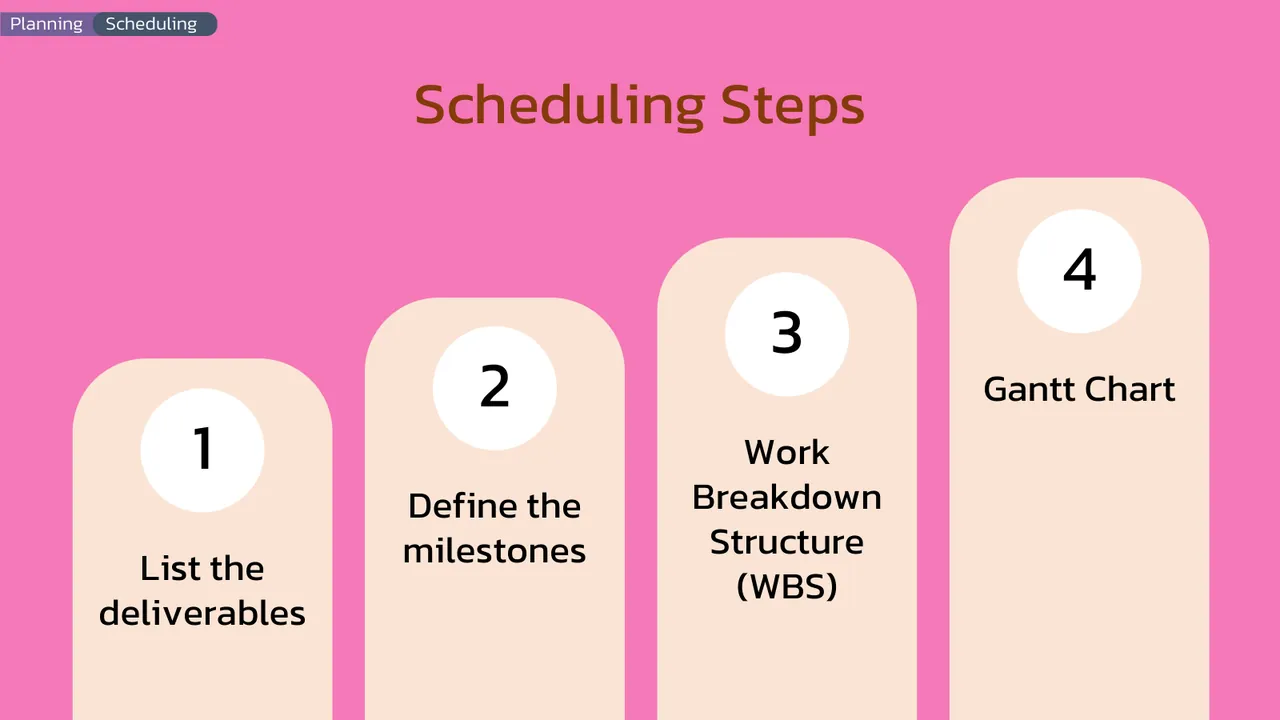 Planning Scheduling
Scheduling Steps
1
List the
deliverables
2
Define the
milestones
3
Work
Breakdown
Structure
(WBS)
4
Gantt Chart